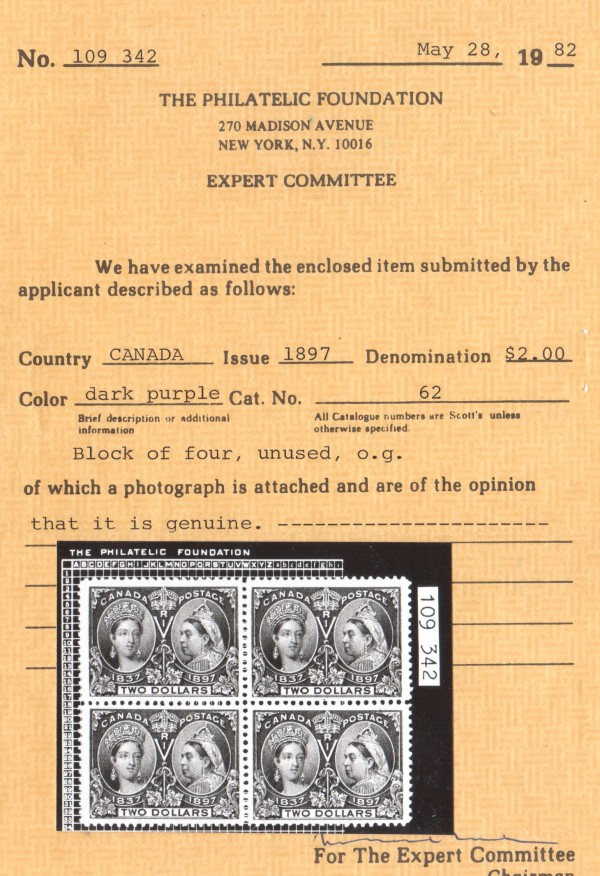 No. 109 342 May 28, 19 82
THE PHILATELIC FOUNDATION
270 MADISON AVENUE
NEW YORK, N.Y. 10016
EXPERT COMMITTEE
We have examined the enclosed item submitted by the
applicant described as follows:
Country CANADA Issue 1897 Denomination $2.00
Color dark purple Cat. No. 62
Brief description or additional All Catalogue numbers are Scott's unless
information otherwise specified.
Block of four, unused, o.g.
of which a photograph is attached and are of the opinion
that it is genuine. ---------------------
THE PHILATELIC FOUNDATION
ABCDEFGHIJKLMNOPQRSTUVWXYZabcdefghi
CANADA POSTAGE CANADA POSTAGE
V R V R
1837 1897 1837 1897
TWO DOLLARS TWO DOLLARS
109 342
CANADA POSTAGE CANADA POSTAGE
V R V R
1837 1897 1837 1897
TWO DOLLARS TWO DOLLARS
For The Expert Committee
Chairman